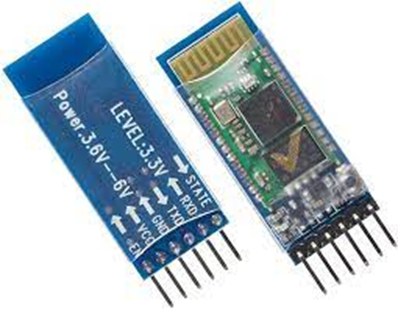 LEVEL:3.3V
Power.3.6V---6V
STATE
RXD
TXD
GND
VCC
EN